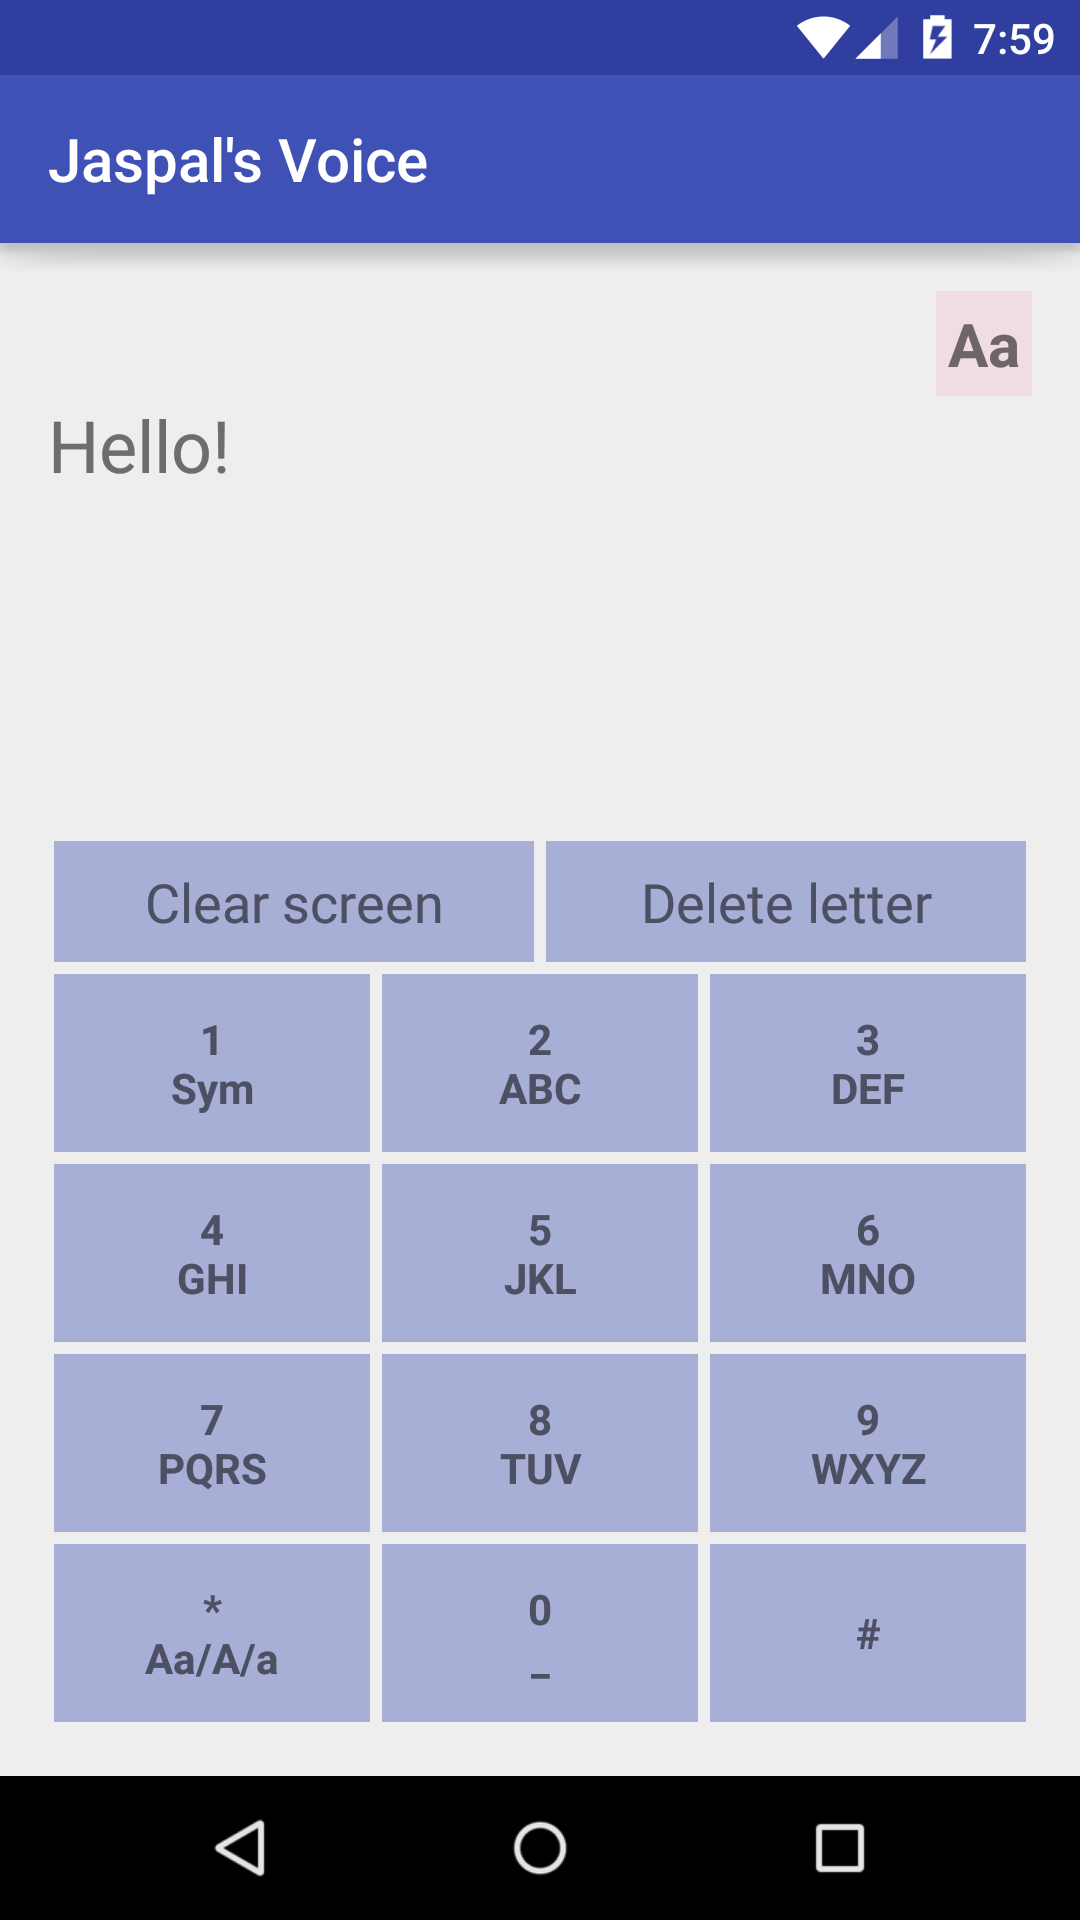 7:59
Jaspal's Voice
Aa
Hello!
Clear screen Delete letter
1 2 3
Sym ABC DEF
4 5 6
GHI JKL MNO
7 8 9
PQRS TUV WXYZ
* 0 #
Aa/A/a _